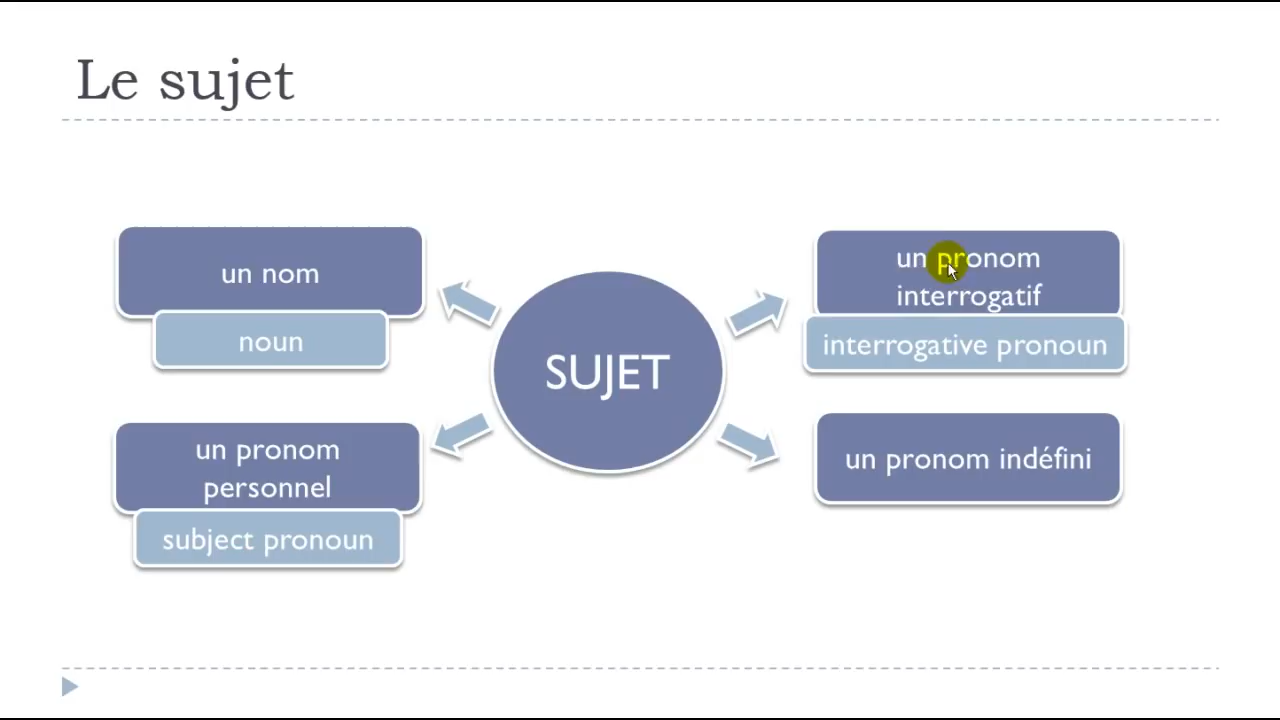 Le sujet
un nom
noun
un pronom
personnel
subject pronoun
SUJET
un pronom
interrogatif
interrogative pronoun
un pronom indéfini